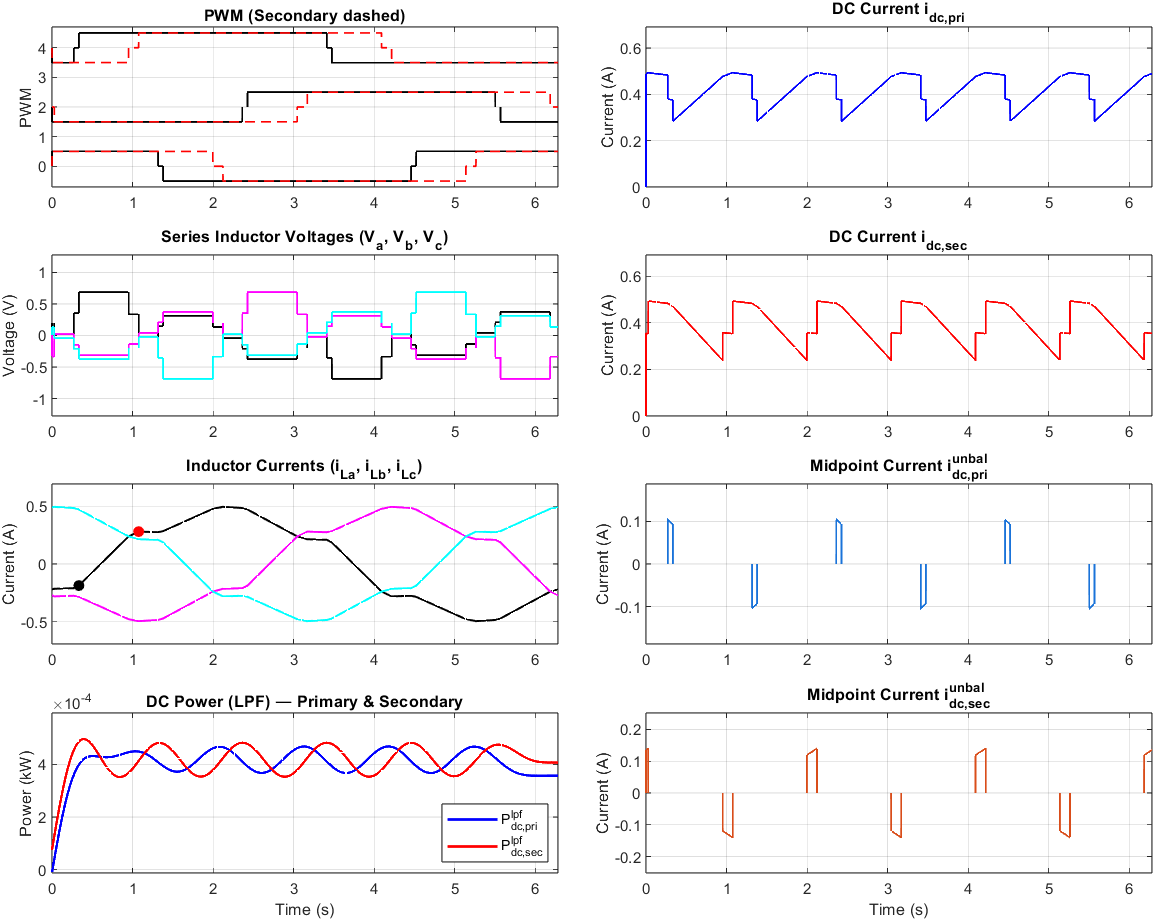 PWM (Secondary dashed)
PWM
4
3
2
1
0
0 1 2 3 4 5 6
DC Current i_dc,pri
Current (A)
0.6
0.4
0.2
0
0 1 2 3 4 5 6
Series Inductor Voltages (V_a, V_b, V_c)
Voltage (V)
1
0.5
0
-0.5
-1
0 1 2 3 4 5 6
DC Current i_dc,sec
Current (A)
0.6
0.4
0.2
0
0 1 2 3 4 5 6
Inductor Currents (i_La, i_Lb, i_Lc)
Current (A)
0.5
0
-0.5
0 1 2 3 4 5 6
Midpoint Current i^unbal_dc,pri
Current (A)
0.1
0
-0.1
0 1 2 3 4 5 6
DC Power (LPF) — Primary & Secondary
×10^-4
Power (kW)
4
2
0
P^lpf_dc,pri
P^lpf_dc,sec
0 1 2 3 4 5 6
Time (s)
Midpoint Current i^unbal_dc,sec
Current (A)
0.2
0.1
0
-0.1
-0.2
0 1 2 3 4 5 6
Time (s)